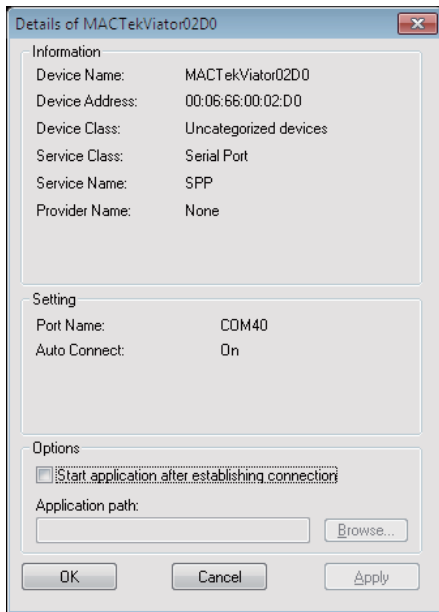 Details of MACTekViator02D0
Information
Device Name: MACTekViator02D0
Device Address: 00:06:66:00:02:D0
Device Class: Uncategorized devices
Service Class: Serial Port
Service Name: SPP
Provider Name: None
Setting
Port Name: COM40
Auto Connect: On
Options
Start application after establishing connection
Application path:
Browse...
OK Cancel Apply